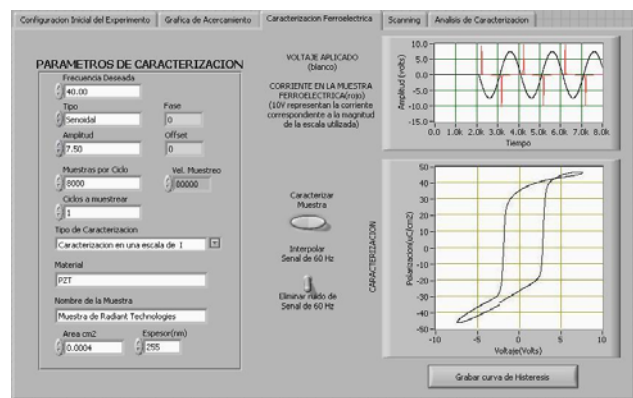 Configuracion Inicial del Experimento
Grafica de Acercamiento
Caracterizacion Ferroelectrica
Scanning
Analisis de Caracterizacion
PARAMETROS DE CARACTERIZACION
Frecuencia Deseada
40.00
Tipo
Fase
Senoidal
0
Amplitud
Offset
7.50
0
Muestras por Ciclo
Vel. Muestreo
8000
80000
Ciclos a muestrear
1
Tipo de Caracterizacion
Caracterizacion en una escala de 1
Material
PZT
Nombre de la Muestra
Muestra de Radiant Technologies
Area cm2
Espesor(nm)
0.0004
255
VOLTAJE APLICADO
(blanco)
CORRIENTE EN LA MUESTRA
FERROELECTRICA(rojo)
(10V representan la corriente
correspondente a la magnitud
de la escala utilizada)
Caracterizar
Muestra
Interpolar
Senal de 60 Hz
Eliminar ruido de
Senal de 60 Hz
Amplitud (volts)
10.0
5.0
0.0
-5.0
-10.0
-15.0
0.0 1.0k 2.0k 3.0k 4.0k 5.0k 6.0k 7.0k 8.0k
Tiempo
CARACTERIZACION
Polarizacion(uC/cm2)
50
40
30
20
10
0
-10
-20
-30
-40
-50
-10 -5 0 5 10
Voltaje(Volts)
Grabar curva de Histeresis